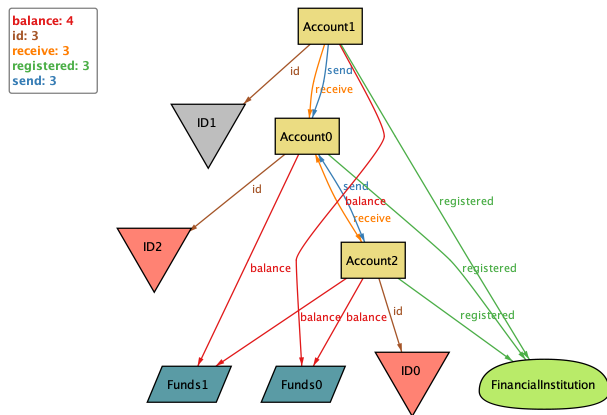 balance: 4
id: 3
receive: 3
registered: 3
send: 3
Account1
id
send
receive
ID1
Account0
id
send
balance
registered
receive
ID2
Account2
balance
registered
balance
balance
id
registered
Funds1
Funds0
ID0
FinancialInstitution